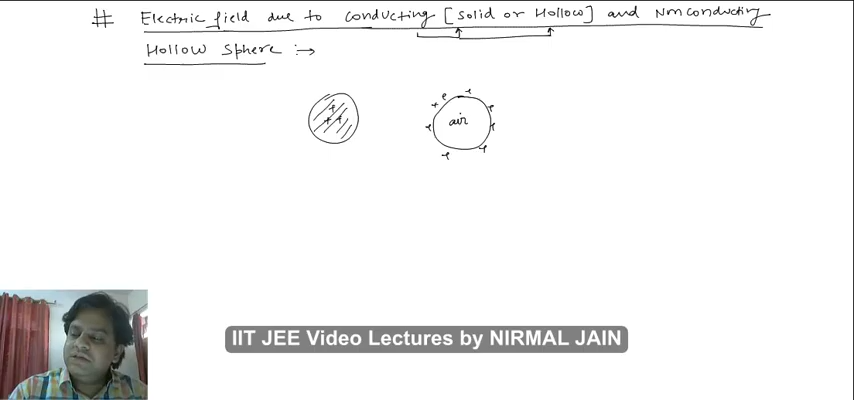 # Electric field due to conducting [Solid or Hollow] and Nonconducting
Hollow Sphere :→
air
IIT JEE Video Lectures by NIRMAL JAIN